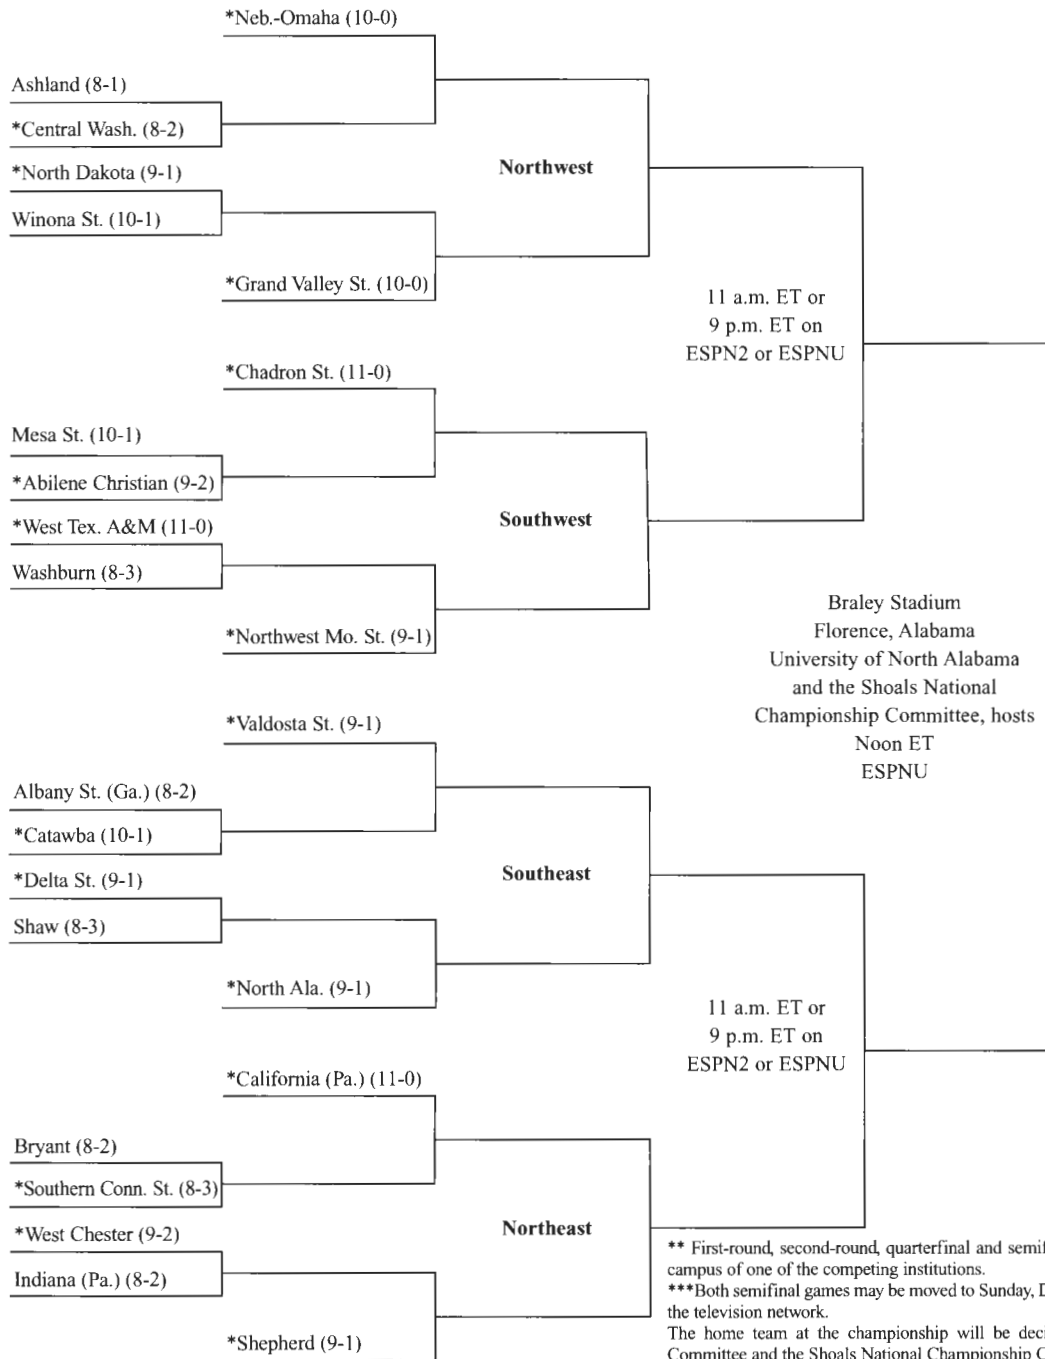 *Neb.-Omaha (10-0)
Ashland (8-1)
*Central Wash. (8-2)
Northwest
*North Dakota (9-1)
Winona St. (10-1)
*Grand Valley St. (10-0)
11 a.m. ET or
9 p.m. ET on
ESPN2 or ESPNU
*Chadron St. (11-0)
Mesa St. (10-1)
*Abilene Christian (9-2)
Southwest
*West Tex. A&M (11-0)
Washburn (8-3)
*Northwest Mo. St. (9-1)
Braley Stadium
Florence, Alabama
University of North Alabama
and the Shoals National
Championship Committee, hosts
Noon ET
ESPNU
*Valdosta St. (9-1)
Albany St. (Ga.) (8-2)
*Catawba (10-1)
Southeast
*Delta St. (9-1)
Shaw (8-3)
*North Ala. (9-1)
11 a.m. ET or
9 p.m. ET on
ESPN2 or ESPNU
*California (Pa.) (11-0)
Bryant (8-2)
*Southern Conn. St. (8-3)
Northeast
*West Chester (9-2)
Indiana (Pa.) (8-2)
*Shepherd (9-1)
** First-round, second-round, quarterfinal and semif
campus of one of the competing institutions.
***Both semifinal games may be moved to Sunday, D
the television network.
The home team at the championship will be deci
Committee and the Shoals National Championship C